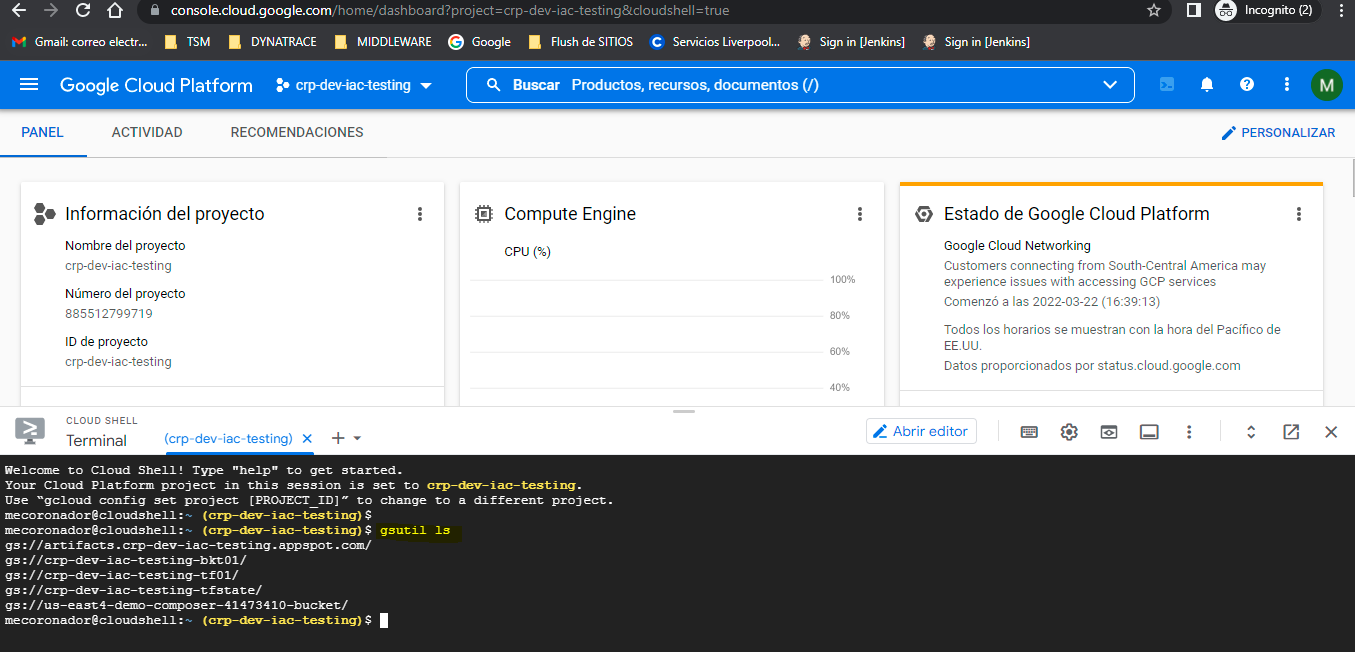 console.cloud.google.com/home/dashboard?project=crp-dev-iac-testing&cloudshell=true
Incognito (2)
Gmail: correo electr...
TSM
DYNATRACE
MIDDLEWARE
Google
Flush de SITIOS
Servicios Liverpool...
Sign in [Jenkins]
Sign in [Jenkins]
Google Cloud Platform
crp-dev-iac-testing
Buscar Productos, recursos, documentos (/)
M
PANEL
ACTIVIDAD
RECOMENDACIONES
PERSONALIZAR
Información del proyecto
Nombre del proyecto
crp-dev-iac-testing
Número del proyecto
885512799719
ID de proyecto
crp-dev-iac-testing
Compute Engine
CPU (%)
100%
80%
60%
40%
Estado de Google Cloud Platform
Google Cloud Networking
Customers connecting from South-Central America may
experience issues with accessing GCP services
Comenzó a las 2022-03-22 (16:39:13)
Todos los horarios se muestran con la hora del Pacífico de
EE.UU.
Datos proporcionados por status.cloud.google.com
CLOUD SHELL
Terminal
(crp-dev-iac-testing)
Abrir editor
Welcome to Cloud Shell! Type "help" to get started.
Your Cloud Platform project in this session is set to crp-dev-iac-testing.
Use “gcloud config set project [PROJECT_ID]” to change to a different project.
mecoronador@cloudshell:~ (crp-dev-iac-testing)$
mecoronador@cloudshell:~ (crp-dev-iac-testing)$ gsutil ls
gs://artifacts.crp-dev-iac-testing.appspot.com/
gs://crp-dev-iac-testing-bkt01/
gs://crp-dev-iac-testing-tf01/
gs://crp-dev-iac-testing-tfstate/
gs://us-east4-demo-composer-41473410-bucket/
mecoronador@cloudshell:~ (crp-dev-iac-testing)$